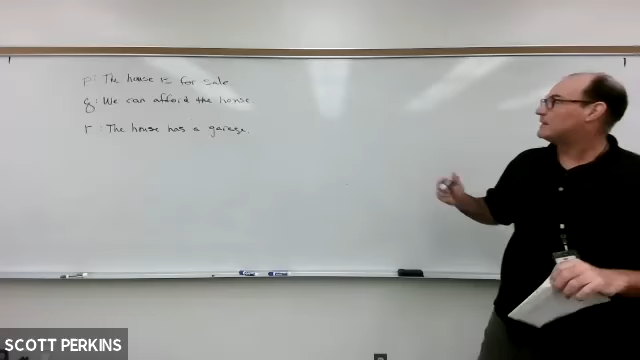 p: The house is for sale
q: We can afford the house
r: The house has a garage.
SCOTT PERKINS